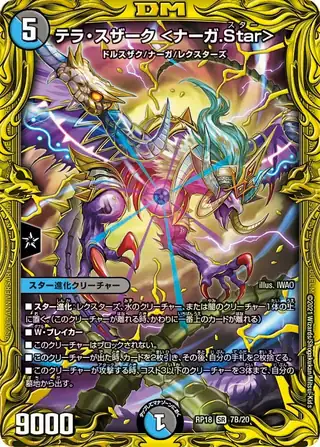 DM
5
スター
テラ・スザーク <ナーガ.Star>
ドルスザク/ナーガ/レクスターズ
illus. IWAO
スター進化クリーチャー
■スター進化:レクスターズ、水のクリーチャー、または闇のクリーチャー1体の上
に置く(このクリーチャーが離れる時、かわりに一番上のカードが離れる)
■W・ブレイカー
■このクリーチャーはブロックされない。
■このクリーチャーが出た時、カードを2枚引き、その後、自分の手札を2枚捨てる。
■このクリーチャーが攻撃する時、コスト3以下のクリーチャーを3体まで、自分の
墓地から出す。
9000
1
RP18 SR 7B/20